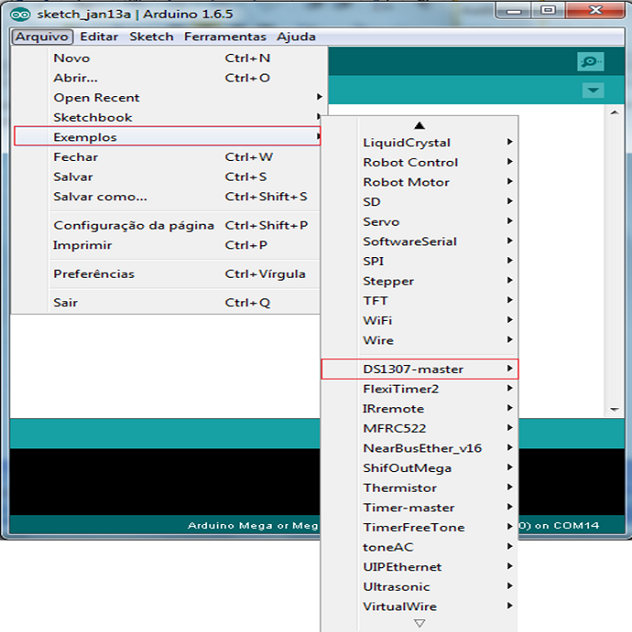 sketch_jan13a | Arduino 1.6.5
Arquivo Editar Sketch Ferramentas Ajuda
Novo Ctrl+N
Abrir... Ctrl+O
Open Recent
Sketchbook
Exemplos
Fechar Ctrl+W
Salvar Ctrl+S
Salvar como... Ctrl+Shift+S
Configuração da página Ctrl+Shift+P
Imprimir Ctrl+P
Preferências Ctrl+Vírgula
Sair Ctrl+Q
LiquidCrystal
Robot Control
Robot Motor
SD
Servo
SoftwareSerial
SPI
Stepper
TFT
WiFi
Wire
DS1307-master
FlexiTimer2
IRremote
MFRC522
NearBusEther_v16
ShifOutMega
Thermistor
Timer-master
TimerFreeTone
toneAC
UIPEthernet
Ultrasonic
VirtualWire
Arduino Mega or Meg 0) on COM14